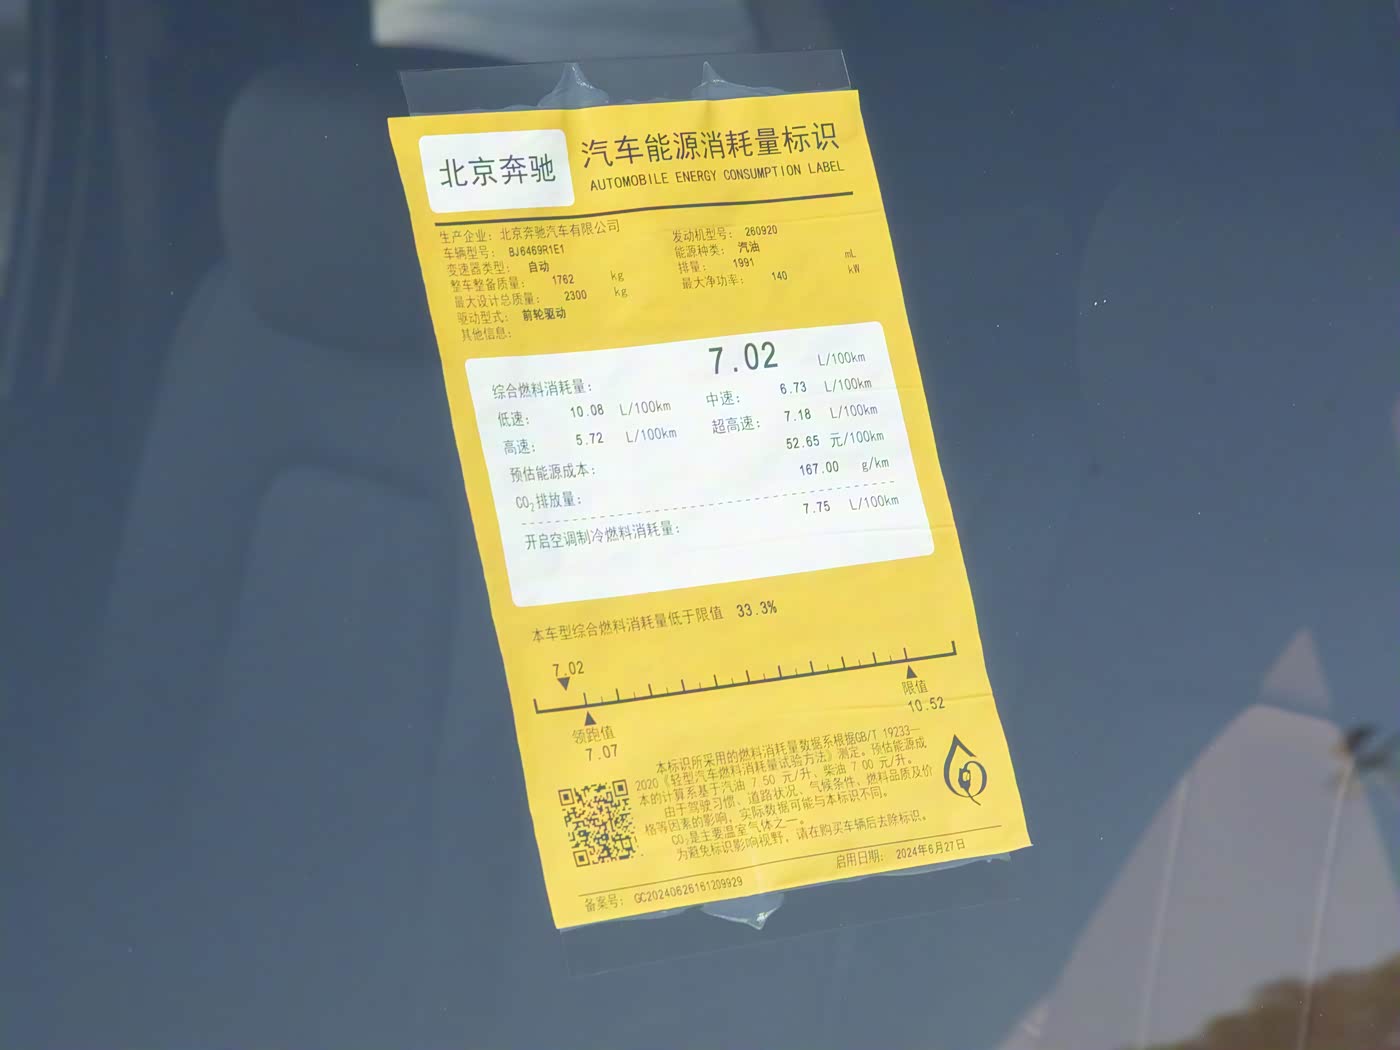 北京奔驰
汽车能源消耗量标识
AUTOMOBILE ENERGY CONSUMPTION LABEL
生产企业: 北京奔驰汽车有限公司
车辆型号: BJ6469R1E1
变速器类型: 自动
整车整备质量: 1762 kg
最大设计总质量: 2300 kg
驱动型式: 前轮驱动
其他信息:
发动机型号: 260920
能源种类: 汽油
排量: 1991 mL
最大净功率: 140 kW
综合燃料消耗量: 7.02 L/100km
低速: 10.08 L/100km 中速: 6.73 L/100km
高速: 5.72 L/100km 超高速: 7.18 L/100km
预估能源成本: 52.65 元/100km
CO₂排放量: 167.00 g/km
开启空调制冷燃料消耗量: 7.75 L/100km
本车型综合燃料消耗量低于限值 33.3%
7.02
领跑值
7.07
限值
10.52
本标识所采用的燃料消耗量数据系根据GB/T 19233—
2020《轻型汽车燃料消耗量试验方法》测定。预估能源成
本的计算系基于汽油 7.50 元/升、柴油 7.00 元/升。
由于驾驶习惯、道路状况、气候条件、燃料品质及价
格等因素的影响，实际数据可能与本标识不同。
CO₂是主要温室气体之一。
为避免标识影响视野，请在购买车辆后去除标识。
备案号: GC20240626161209929
启用日期: 2024年6月27日